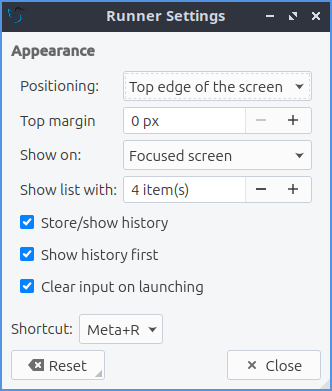 Runner Settings
Appearance
Positioning: Top edge of the screen
Top margin 0 px
Show on: Focused screen
Show list with: 4 item(s)
Store/show history
Show history first
Clear input on launching
Shortcut: Meta+R
Reset Close